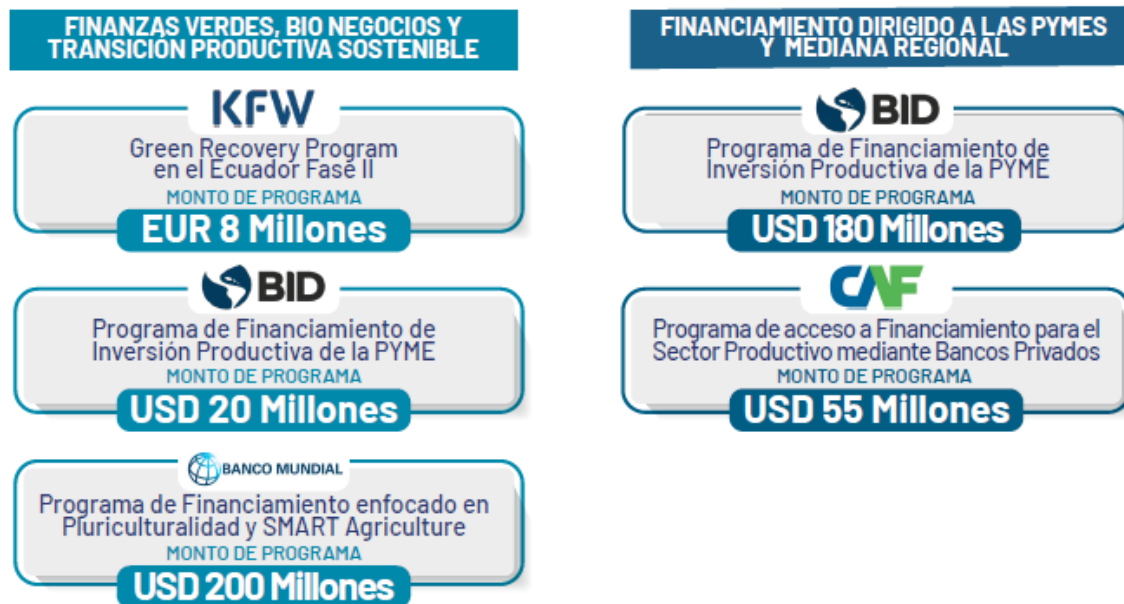 FINANZAS VERDES, BIO NEGOCIOS Y
TRANSICIÓN PRODUCTIVA SOSTENIBLE
KFW
Green Recovery Program
en el Ecuador Fase II
MONTO DE PROGRAMA
EUR 8 Millones
BID
Programa de Financiamiento de
Inversión Productiva de la PYME
MONTO DE PROGRAMA
USD 20 Millones
BANCO MUNDIAL
Programa de Financiamiento enfocado en
Pluriculturalidad y SMART Agriculture
MONTO DE PROGRAMA
USD 200 Millones
FINANCIAMIENTO DIRIGIDO A LAS PYMES
Y MEDIANA REGIONAL
BID
Programa de Financiamiento de
Inversión Productiva de la PYME
MONTO DE PROGRAMA
USD 180 Millones
CAF
Programa de acceso a Financiamiento para el
Sector Productivo mediante Bancos Privados
MONTO DE PROGRAMA
USD 55 Millones